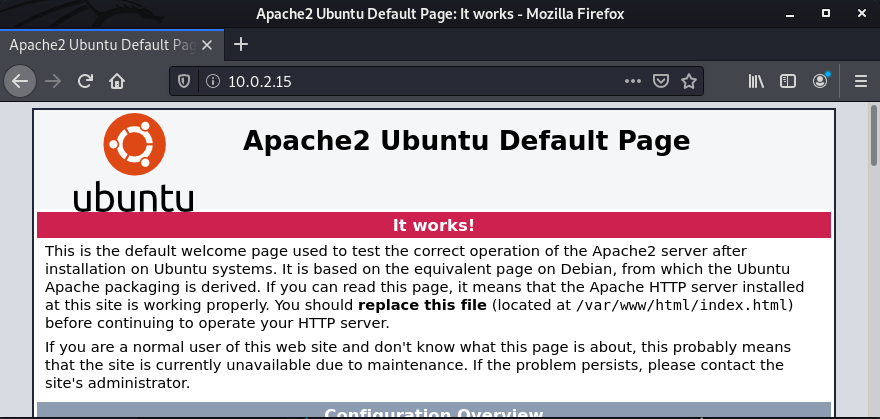 Apache2 Ubuntu Default Page: It works - Mozilla Firefox
Apache2 Ubuntu Default Pag
10.0.2.15
ubuntu
Apache2 Ubuntu Default Page
It works!
This is the default welcome page used to test the correct operation of the Apache2 server after
installation on Ubuntu systems. It is based on the equivalent page on Debian, from which the Ubuntu
Apache packaging is derived. If you can read this page, it means that the Apache HTTP server installed
at this site is working properly. You should replace this file (located at /var/www/html/index.html)
before continuing to operate your HTTP server.
If you are a normal user of this web site and don't know what this page is about, this probably means
that the site is currently unavailable due to maintenance. If the problem persists, please contact the
site's administrator.
Configuration Overview